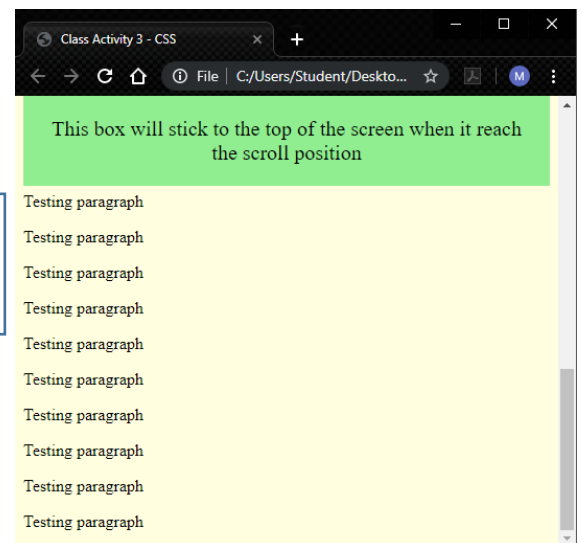 Class Activity 3 - CSS
File | C:/Users/Student/Deskto...
M
This box will stick to the top of the screen when it reach
the scroll position
Testing paragraph
Testing paragraph
Testing paragraph
Testing paragraph
Testing paragraph
Testing paragraph
Testing paragraph
Testing paragraph
Testing paragraph
Testing paragraph